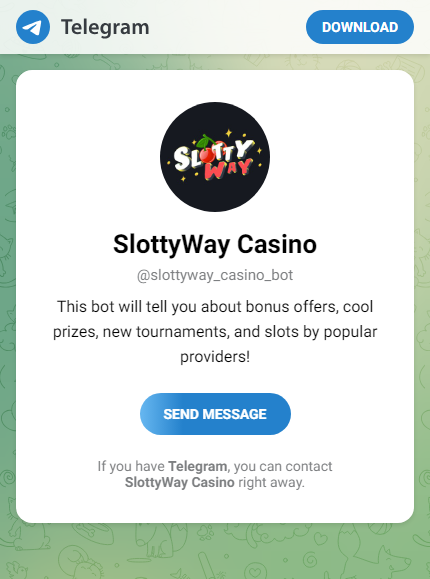 Telegram
DOWNLOAD
SLOTTY
WAY
SlottyWay Casino
@slottyway_casino_bot
This bot will tell you about bonus offers, cool
prizes, new tournaments, and slots by popular
providers!
SEND MESSAGE
If you have Telegram, you can contact
SlottyWay Casino right away.